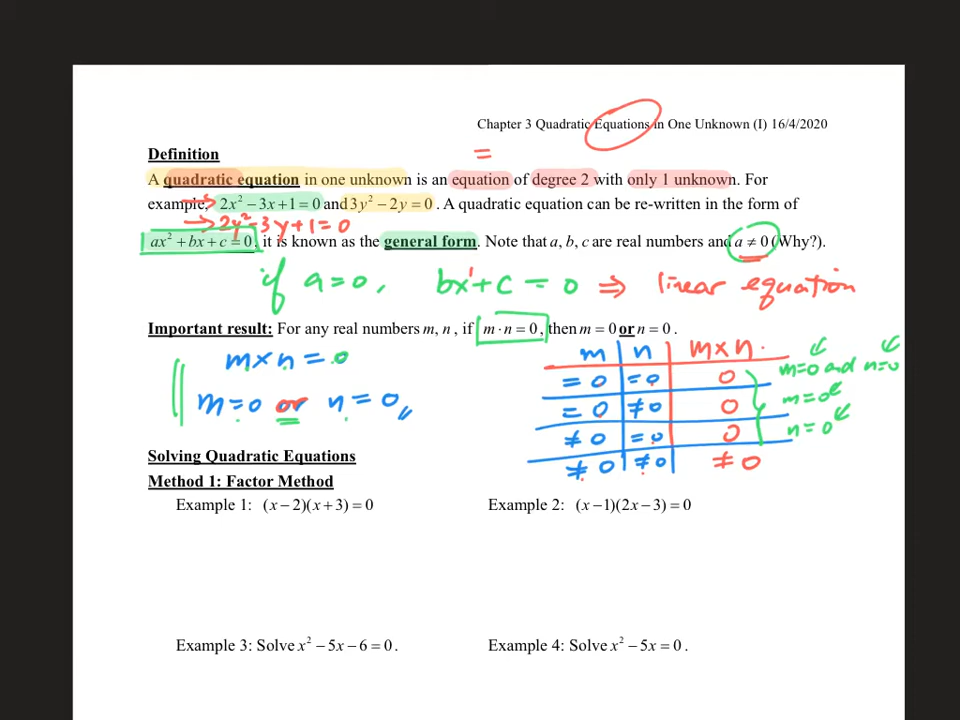 Chapter 3 Quadratic Equations in One Unknown (I) 16/4/2020
=
Definition
A quadratic equation in one unknown is an equation of degree 2 with only 1 unknown. For
example, 2x² − 3x + 1 = 0 and 3y² − 2y = 0. A quadratic equation can be re-written in the form of
→ 2y² − 3y + 1 = 0
ax² + bx + c = 0, it is known as the general form. Note that a, b, c are real numbers and a ≠ 0 (Why?).
if a = 0, bx¹ + c = 0 ⇒ linear equation
Important result: For any real numbers m, n, if m · n = 0, then m = 0 or n = 0.
m × n = 0
m = 0 or n = 0
m | n | m × n
= 0 | = 0 | 0 m=0 and n=0
= 0 | ≠ 0 | 0 m=0
≠ 0 | = 0 | 0 n=0
≠ 0 | ≠ 0 | ≠ 0
Solving Quadratic Equations
Method 1: Factor Method
Example 1: (x − 2)(x + 3) = 0
Example 2: (x − 1)(2x − 3) = 0
Example 3: Solve x² − 5x − 6 = 0.
Example 4: Solve x² − 5x = 0.